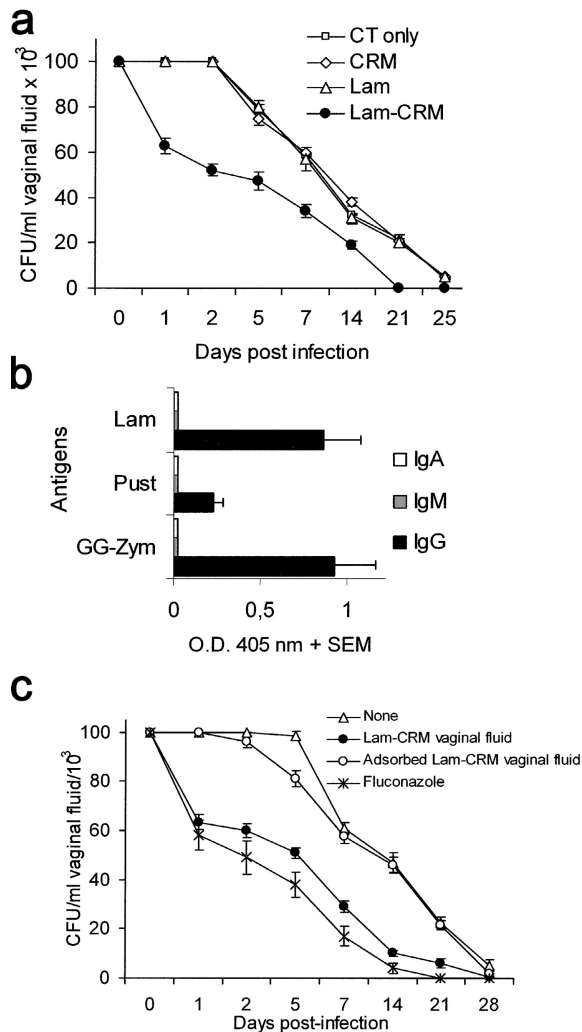 a
CT only
CRM
Lam
Lam-CRM
CFU/ml vaginal fluid x 10³
100
80
60
40
20
0
0 1 2 5 7 14 21 25
Days post infection
b
Antigens
Lam
Pust
GG-Zym
IgA
IgM
IgG
0 0,5 1
O.D. 405 nm + SEM
c
None
Lam-CRM vaginal fluid
Adsorbed Lam-CRM vaginal fluid
Fluconazole
CFU/ml vaginal fluid/10³
100
80
60
40
20
0
0 1 2 5 7 14 21 28
Days post-infection